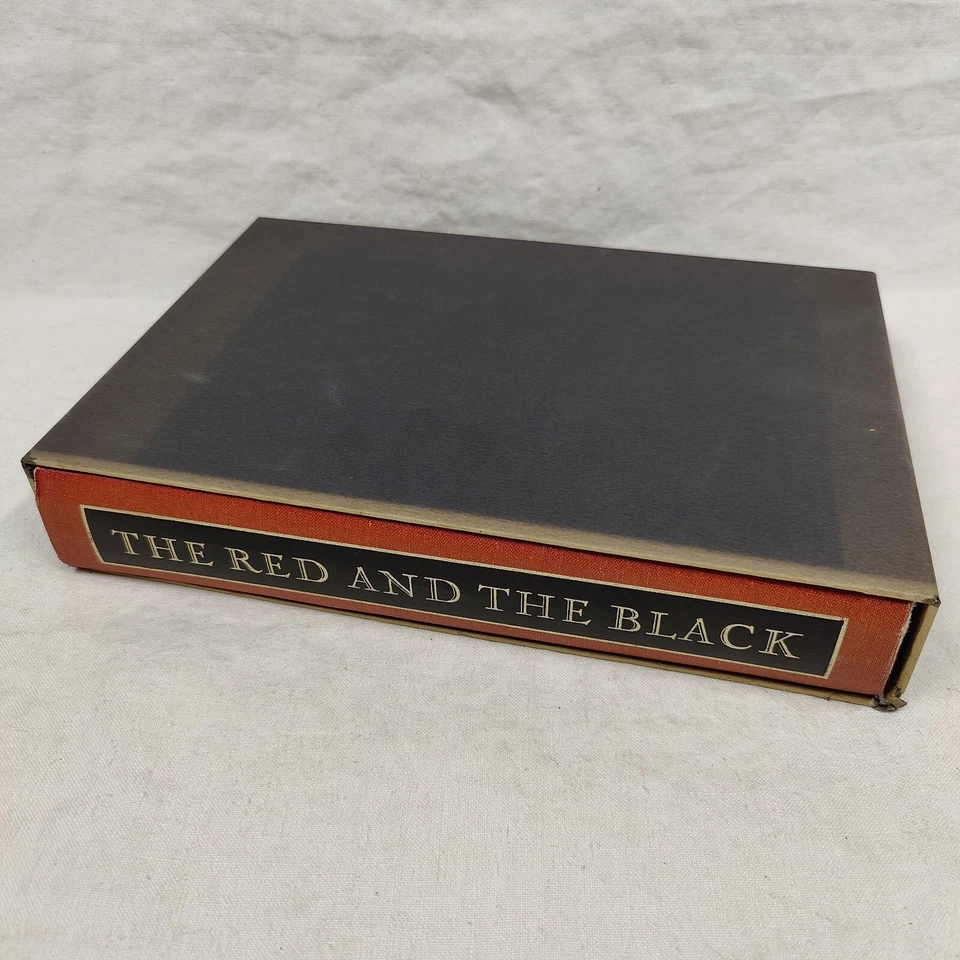 THE RED AND THE BLACK